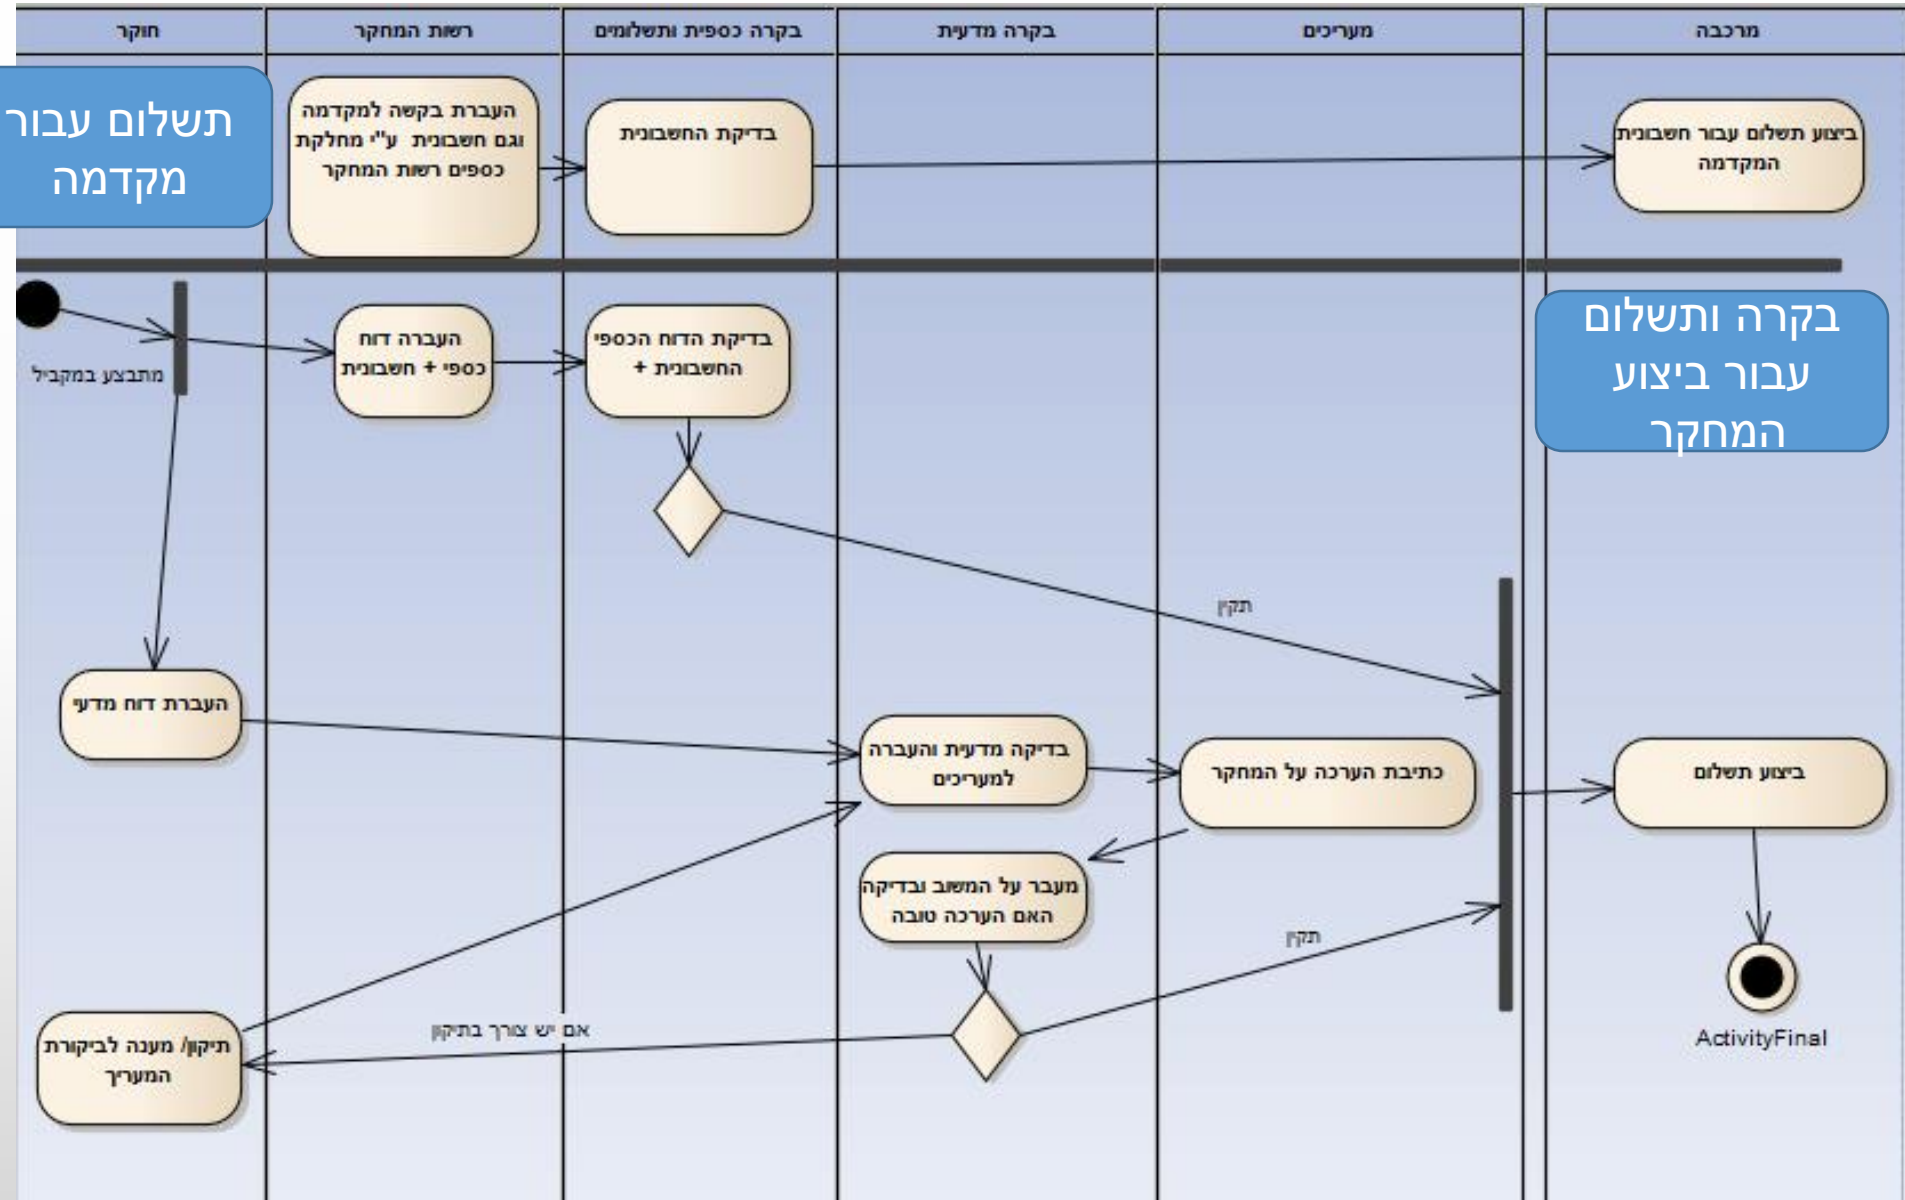 חוקר
רשות המחקר
בקרה כספית ותשלומים
בקרה מדעית
מעריכים
מרכבה
תשלום עבור
מקדמה
העברת בקשה למקדמה
וגם חשבונית ע"י מחלקת
כספים רשות המחקר
בדיקת החשבונית
ביצוע תשלום עבור חשבונית
המקדמה
מתבצע במקביל
העברה דוח
כספי + חשבונית
בדיקת הדוח הכספי
החשבונית +
בקרה ותשלום
עבור ביצוע
המחקר
תקין
העברת דוח מדעי
בדיקה מדעית והעברה
למעריכים
כתיבת הערכה על המחקר
ביצוע תשלום
מעבר על המשוב ובדיקה
האם הערכה טובה
תקין
אם יש צורך בתיקון
תיקון/ מענה לביקורת
המעריך
ActivityFinal